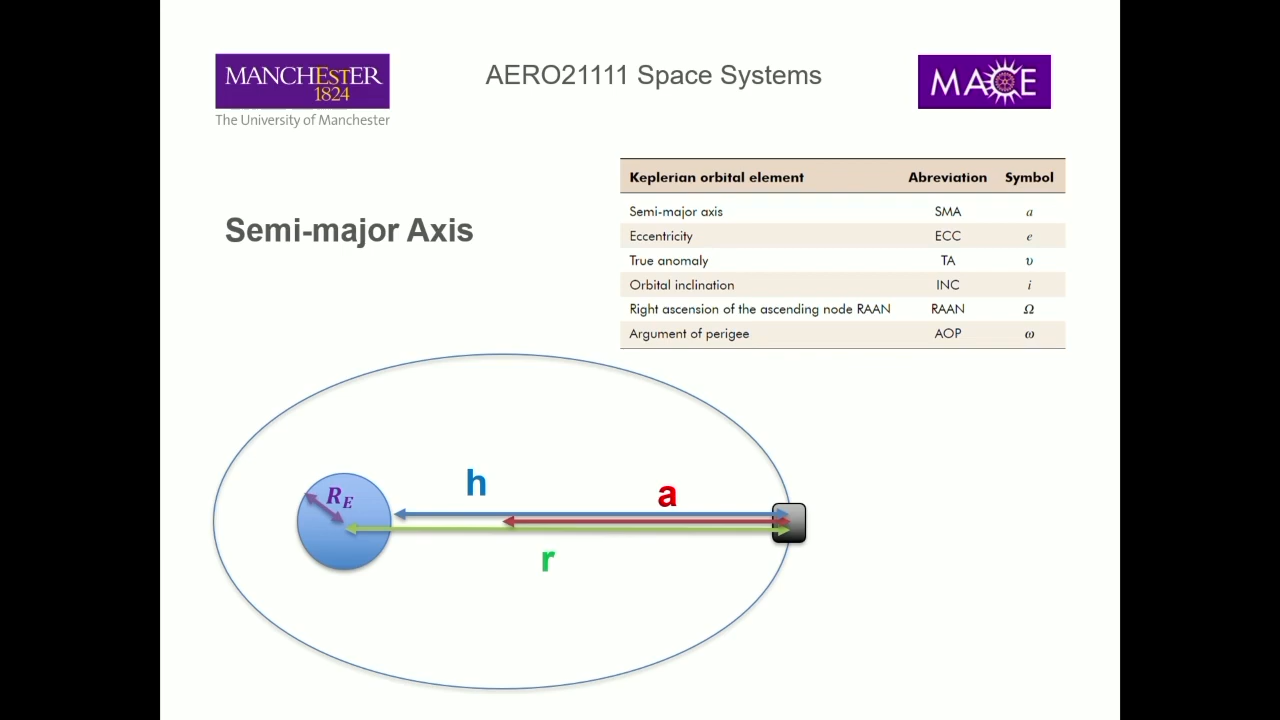 MANCHESTER
1824
The University of Manchester
AERO21111 Space Systems
MACE
Semi-major Axis
Keplerian orbital element Abreviation Symbol
Semi-major axis SMA a
Eccentricity ECC e
True anomaly TA υ
Orbital inclination INC i
Right ascension of the ascending node RAAN RAAN Ω
Argument of perigee AOP ω
h
a
R_E
r